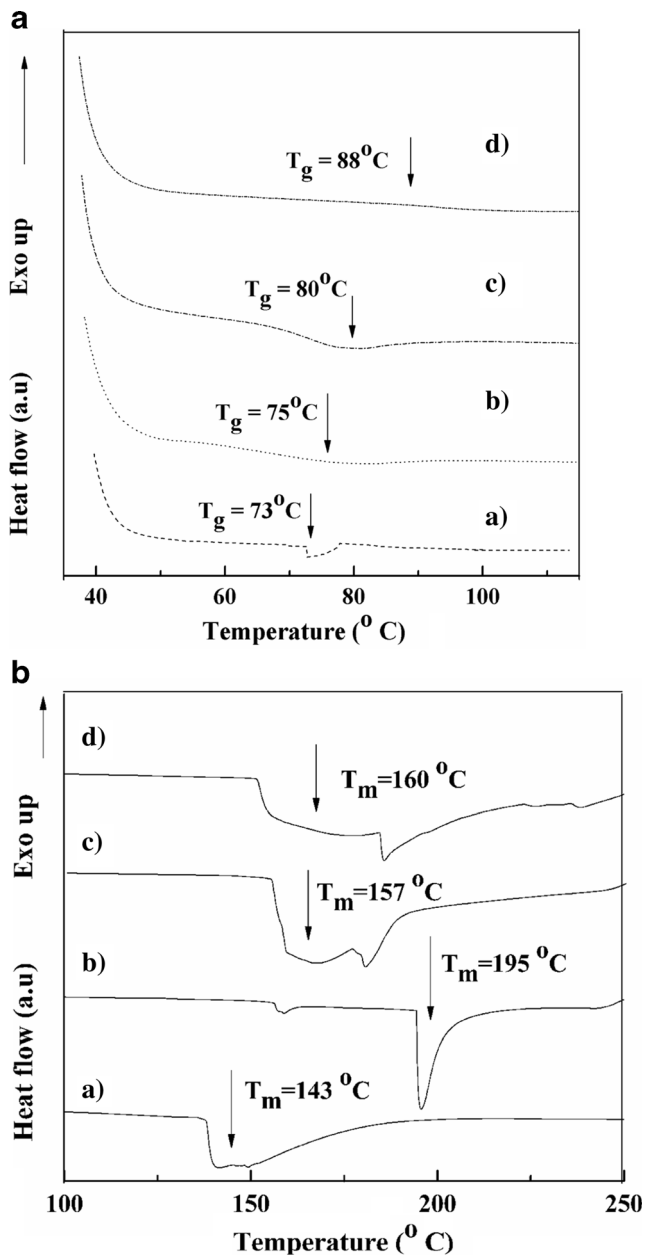 a
d)
T_g = 88°C
Exo up
c)
T_g = 80°C
b)
T_g = 75°C
Heat flow (a.u)
a)
T_g = 73°C
40 60 80 100
Temperature (° C)
b
d)
T_m=160 °C
Exo up
c)
T_m=157 °C
b)
T_m=195 °C
Heat flow (a.u)
a)
T_m=143 °C
100 150 200 250
Temperature (° C)